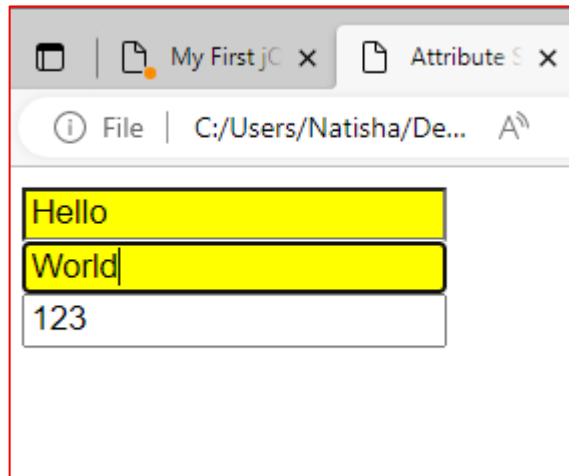 My First jC
Attribute S
File C:/Users/Natisha/De... A
Hello
World
123